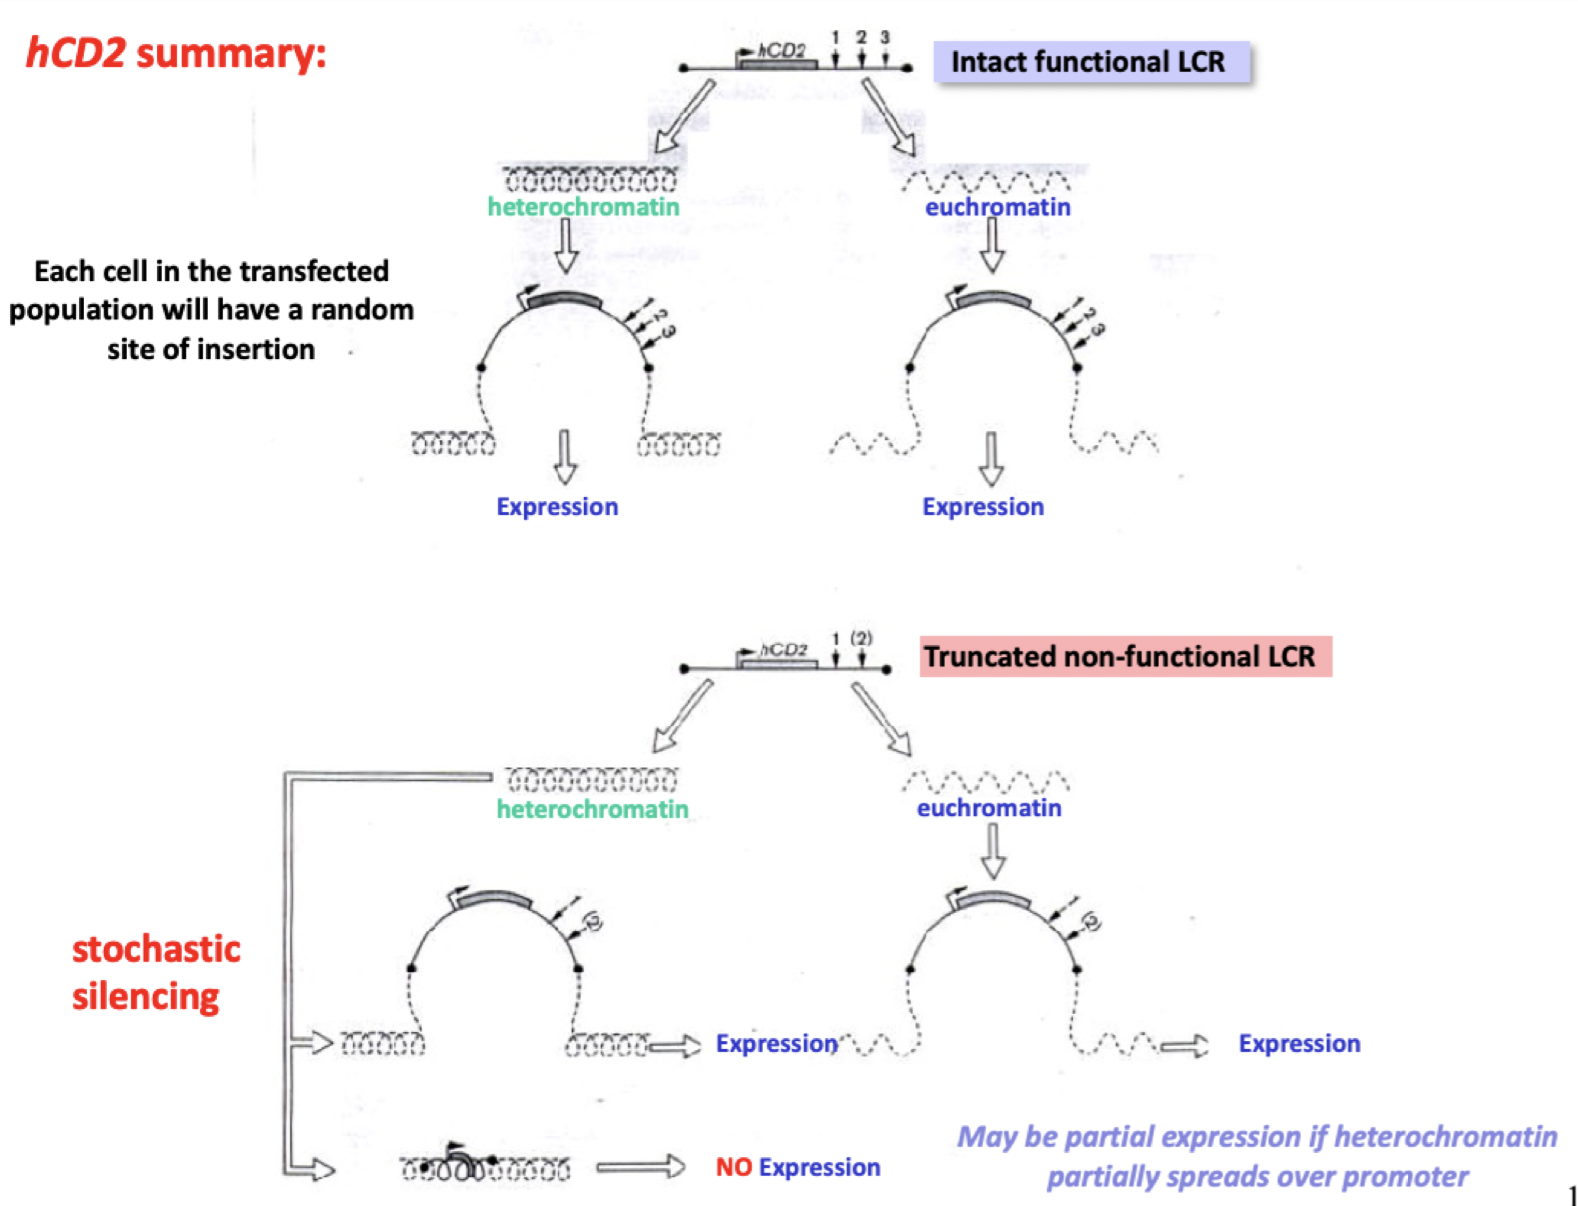 hCD2 summary:
hCD2
1 2 3
Intact functional LCR
heterochromatin
euchromatin
Each cell in the transfected
population will have a random
site of insertion
1
2
3
1
2
3
Expression
Expression
hCD2
1 (2)
Truncated non-functional LCR
heterochromatin
euchromatin
1
(2)
1
(2)
stochastic
silencing
Expression
Expression
NO Expression
May be partial expression if heterochromatin
partially spreads over promoter
1